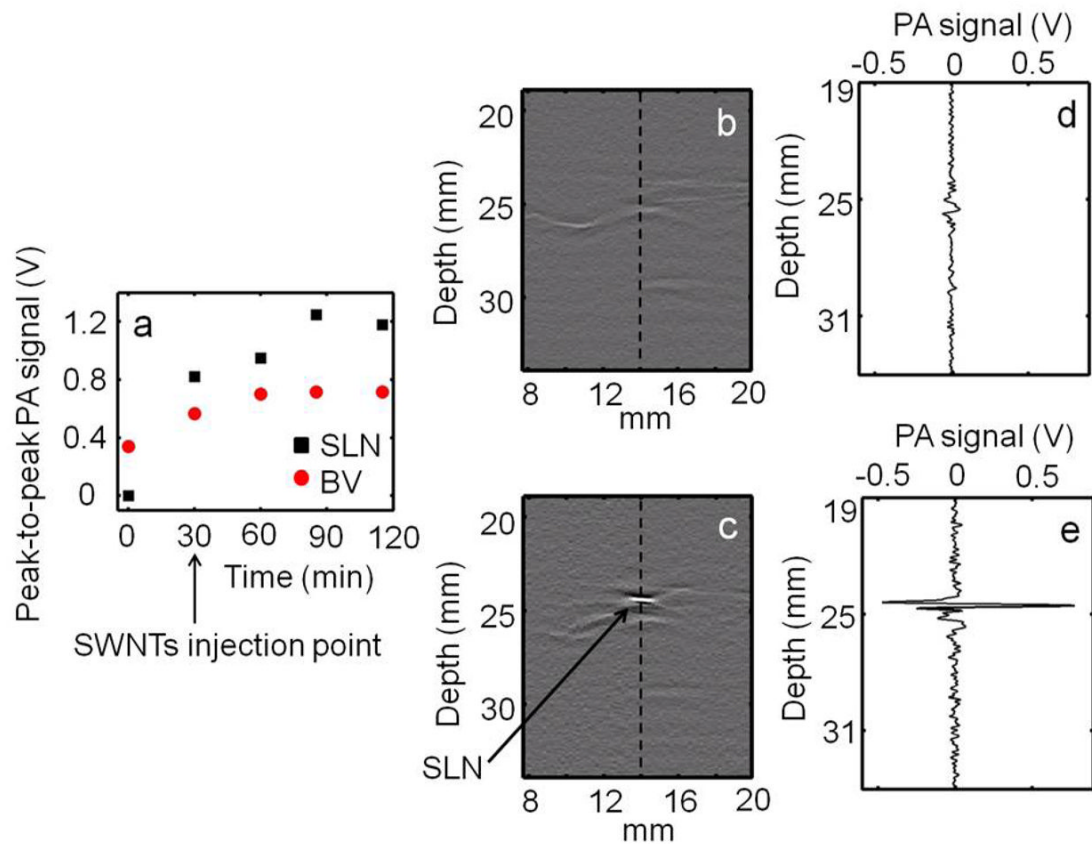 a
Peak-to-peak PA signal (V)
1.2
0.8
0.4
0
SLN
BV
0 30 60 90 120
Time (min)
SWNTs injection point
b
Depth (mm)
20
25
30
8 12 16 20
mm
c
Depth (mm)
20
25
30
SLN
8 12 14 16 20
mm
PA signal (V)
-0.5 0 0.5
d
Depth (mm)
19
25
31
PA signal (V)
-0.5 0 0.5
e
Depth (mm)
19
25
31